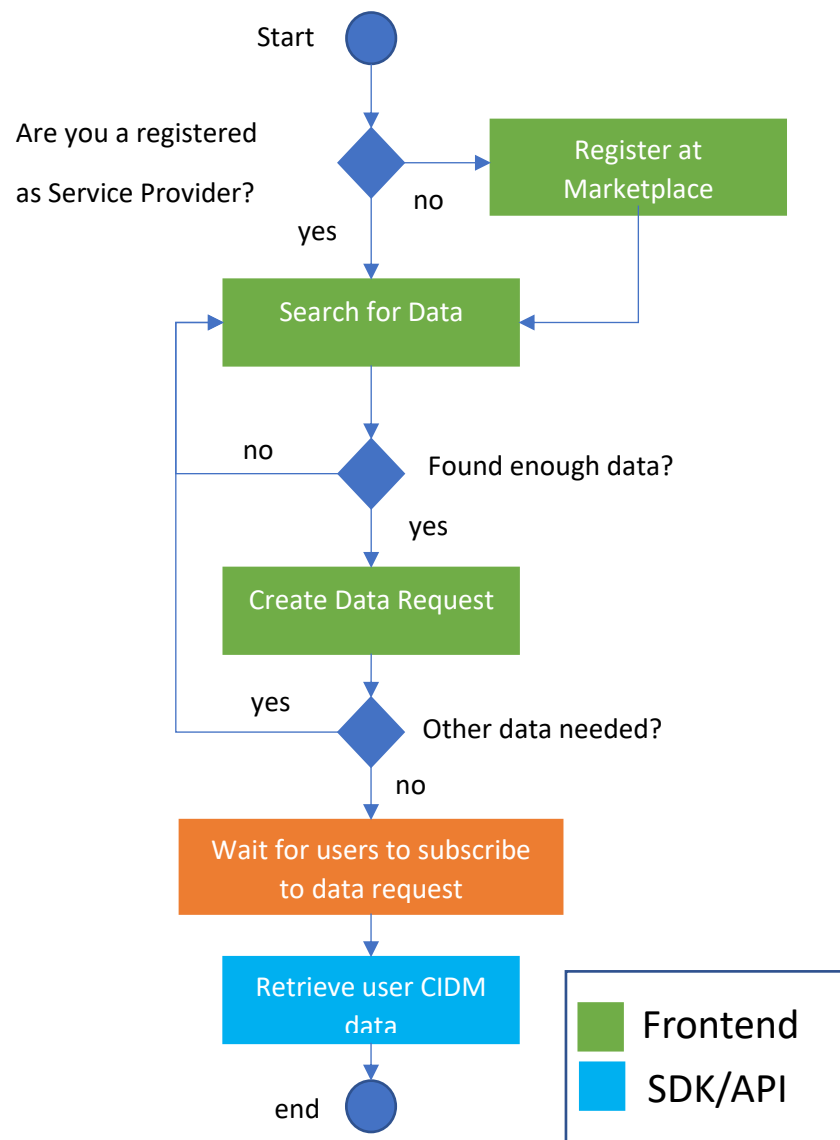 Start
Are you a registered
as Service Provider?
Register at
Marketplace
no
yes
Search for Data
no
Found enough data?
yes
Create Data Request
yes
Other data needed?
no
Wait for users to subscribe
to data request
Retrieve user CIDM
data
end
Frontend
SDK/API